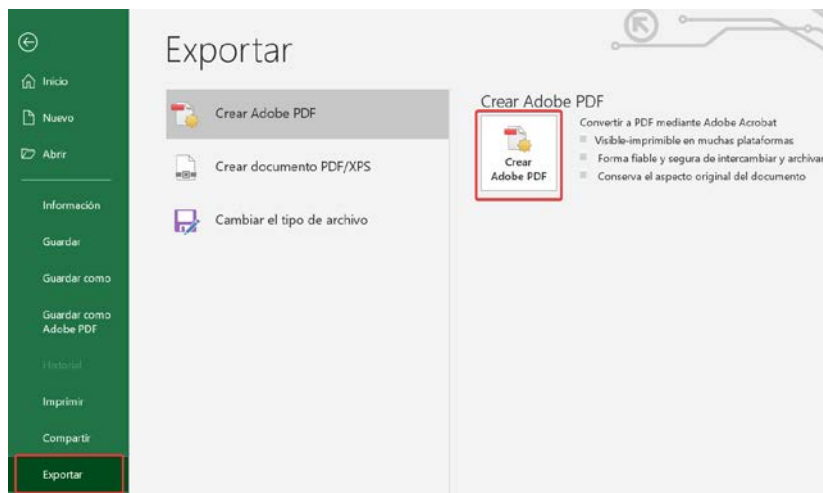 Exportar
Inicio
Nuevo
Abrir
Información
Guardar
Guardar como
Guardar como
Adobe PDF
Historial
Imprimir
Compartir
Exportar
Crear Adobe PDF
Crear documento PDF/XPS
Cambiar el tipo de archivo
Crear Adobe PDF
Crear
Adobe PDF
Convertir a PDF mediante Adobe Acrobat
Visible-imprimible en muchas plataformas
Forma fiable y segura de intercambiar y archivar
Conserva el aspecto original del documento